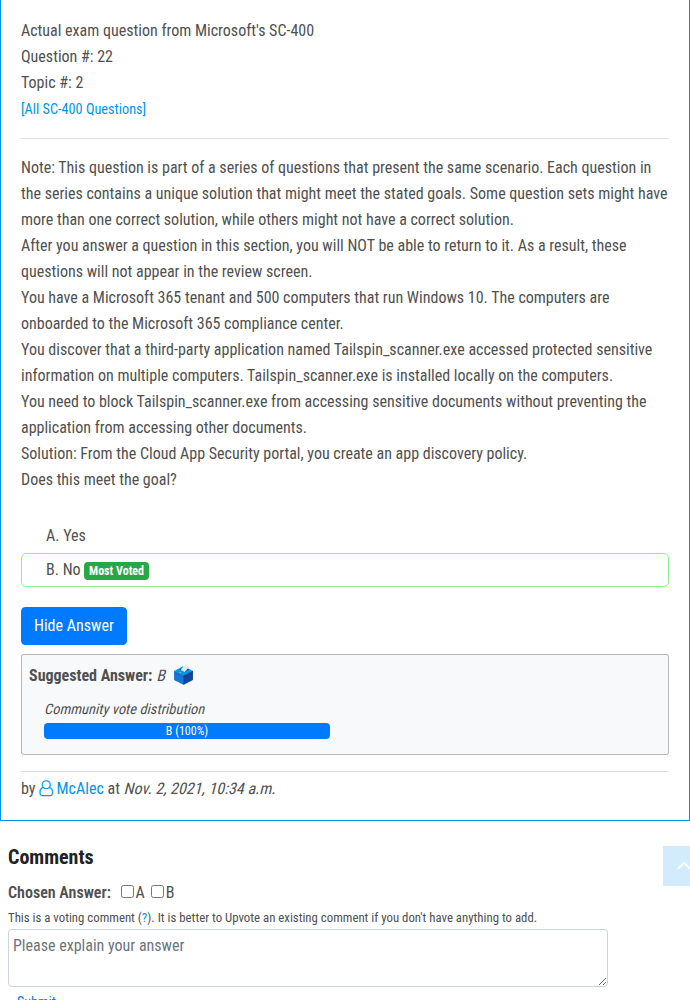 Actual exam question from Microsoft's SC-400
Question #: 22
Topic #: 2
[All SC-400 Questions]
Note: This question is part of a series of questions that present the same scenario. Each question in
the series contains a unique solution that might meet the stated goals. Some question sets might have
more than one correct solution, while others might not have a correct solution.
After you answer a question in this section, you will NOT be able to return to it. As a result, these
questions will not appear in the review screen.
You have a Microsoft 365 tenant and 500 computers that run Windows 10. The computers are
onboarded to the Microsoft 365 compliance center.
You discover that a third-party application named Tailspin_scanner.exe accessed protected sensitive
information on multiple computers. Tailspin_scanner.exe is installed locally on the computers.
You need to block Tailspin_scanner.exe from accessing sensitive documents without preventing the
application from accessing other documents.
Solution: From the Cloud App Security portal, you create an app discovery policy.
Does this meet the goal?
A. Yes
B. No Most Voted
Hide Answer
Suggested Answer: B
Community vote distribution
B (100%)
by McAlec at Nov. 2, 2021, 10:34 a.m.
Comments
Chosen Answer: A B
This is a voting comment (?). It is better to Upvote an existing comment if you don't have anything to add.
Please explain your answer
Submit